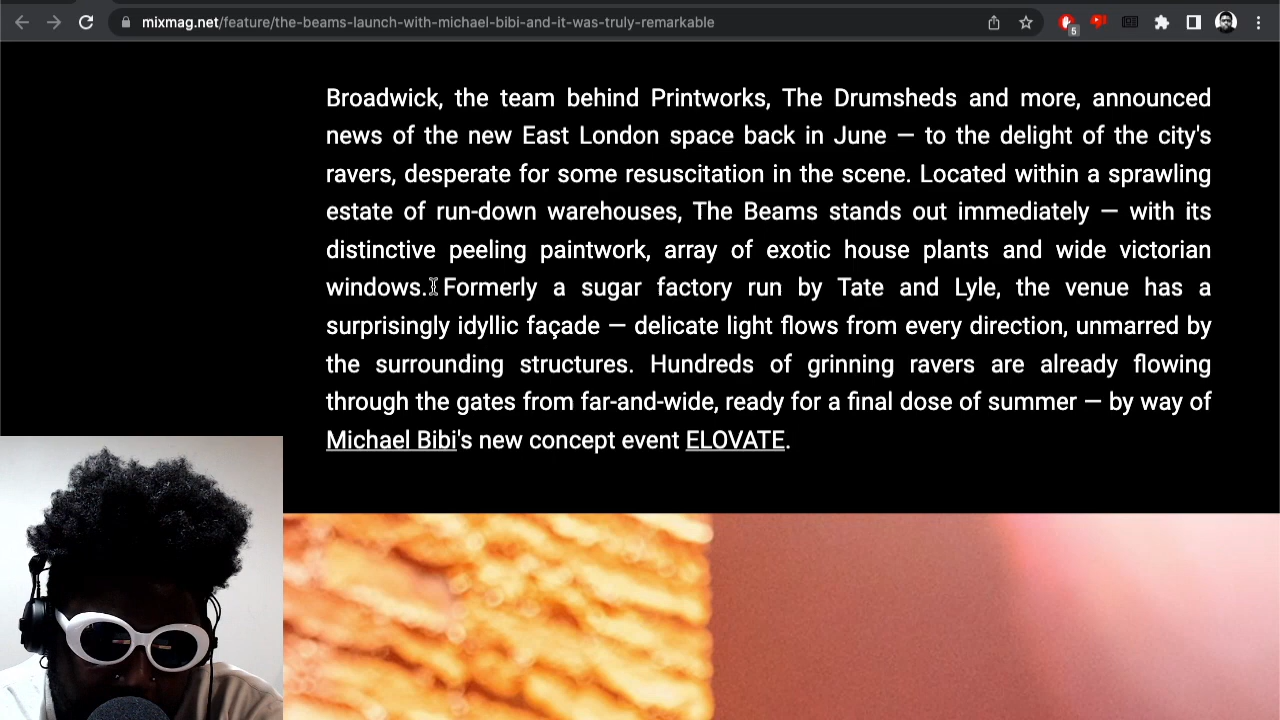 mixmag.net/feature/the-beams-launch-with-michael-bibi-and-it-was-truly-remarkable
5
Broadwick, the team behind Printworks, The Drumsheds and more, announced
news of the new East London space back in June — to the delight of the city's
ravers, desperate for some resuscitation in the scene. Located within a sprawling
estate of run-down warehouses, The Beams stands out immediately — with its
distinctive peeling paintwork, array of exotic house plants and wide victorian
windows. Formerly a sugar factory run by Tate and Lyle, the venue has a
surprisingly idyllic façade — delicate light flows from every direction, unmarred by
the surrounding structures. Hundreds of grinning ravers are already flowing
through the gates from far-and-wide, ready for a final dose of summer — by way of
Michael Bibi's new concept event ELOVATE.